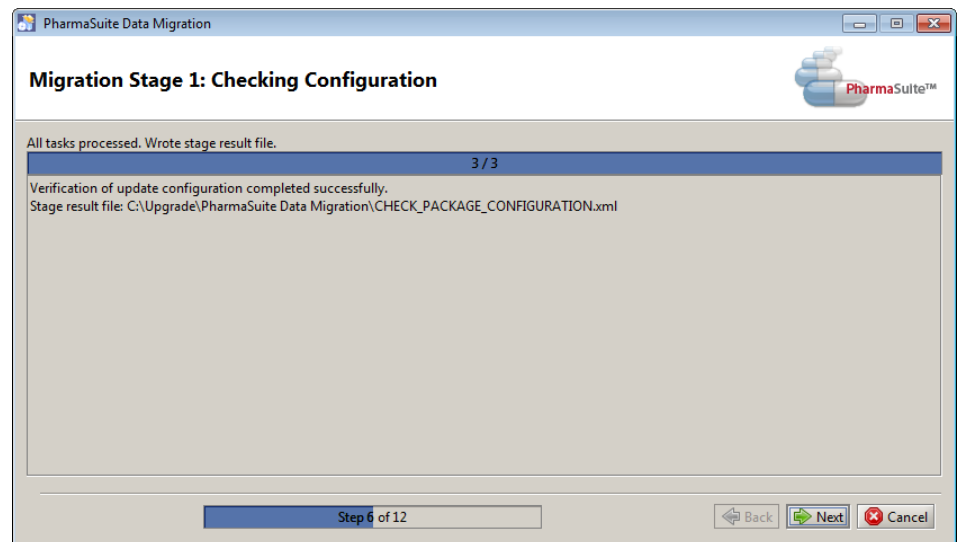 PharmaSuite Data Migration
Migration Stage 1: Checking Configuration
PharmaSuite™
All tasks processed. Wrote stage result file.
3 / 3
Verification of update configuration completed successfully.
Stage result file: C:\Upgrade\PharmaSuite Data Migration\CHECK_PACKAGE_CONFIGURATION.xml
Step 6 of 12
Back Next Cancel